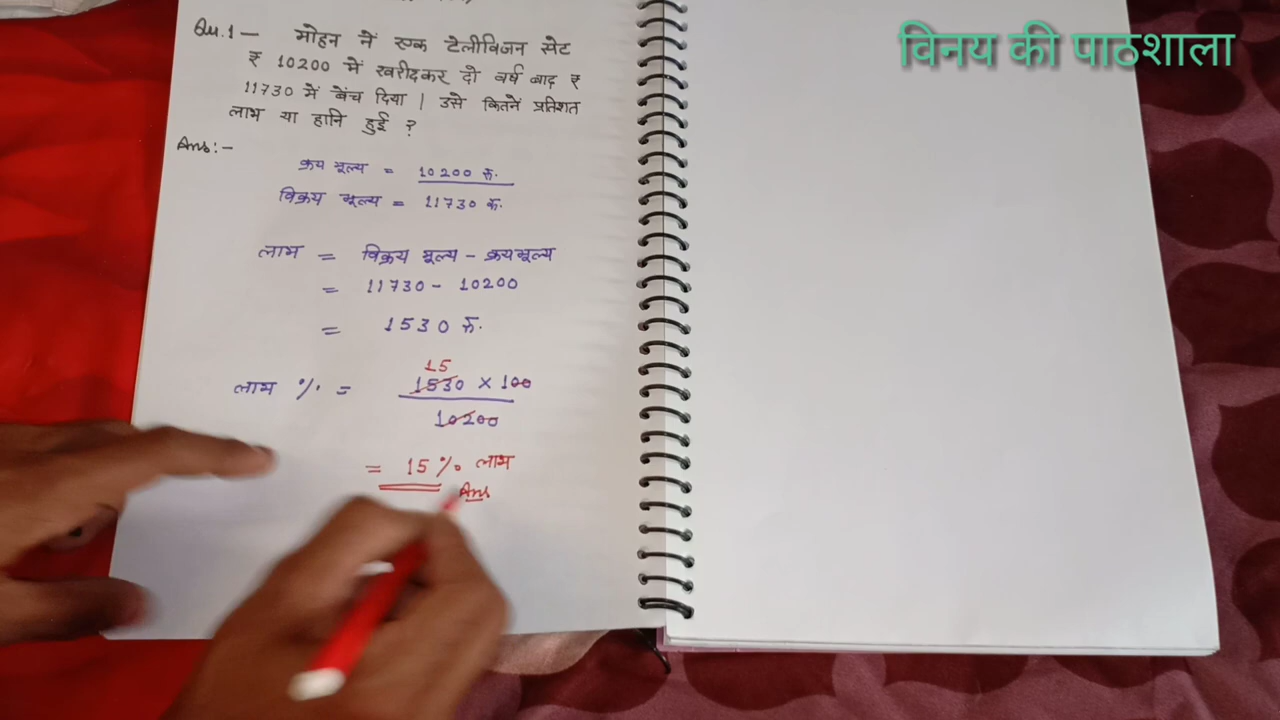 विनय की पाठशाला
Qu.1 — मोहन नें एक टेलीविजन सेट
₹ 10200 में खरीदकर दो वर्ष बाद ₹
11730 में बेंच दिया | उसे कितनें प्रतिशत
लाभ या हानि हुई ?
Ans:-
क्रय मूल्य = 10200 रु.
विक्रय मूल्य = 11730 रु.
लाभ = विक्रय मूल्य - क्रयमूल्य
= 11730 - 10200
= 1530 रु.
15
लाभ % = 1530 × 100
10200
= 15 % लाभ
Ans